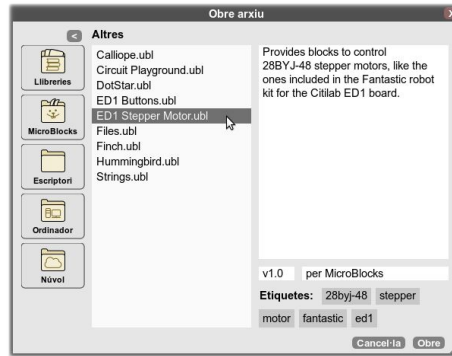 Obre arxiu
x
<
Altres
Llibreries
MicroBlocks
Escriptori
Ordinador
Núvol
Calliope.ubl
Circuit Playground.ubl
DotStar.ubl
ED1 Buttons.ubl
ED1 Stepper Motor.ubl
Files.ubl
Finch.ubl
Hummingbird.ubl
Strings.ubl
Provides blocks to control
28BYJ-48 stepper motors, like the
ones included in the Fantastic robot
kit for the Citilab ED1 board.
v1.0 per MicroBlocks
Etiquetes: 28byj-48 stepper
motor fantastic ed1
Cancel·la Obre